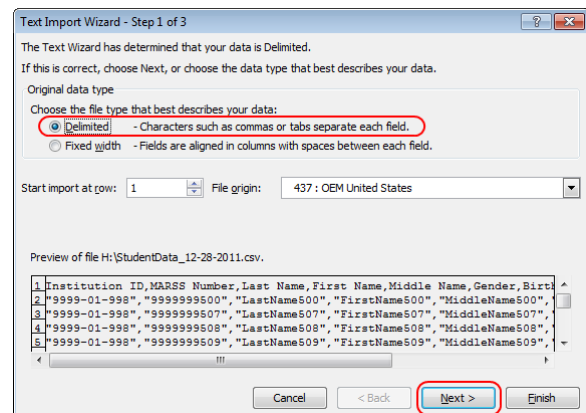 Text Import Wizard - Step 1 of 3
The Text Wizard has determined that your data is Delimited.
If this is correct, choose Next, or choose the data type that best describes your data.
Original data type
Choose the file type that best describes your data:
Delimited - Characters such as commas or tabs separate each field.
Fixed width - Fields are aligned in columns with spaces between each field.
Start import at row: 1 File origin: 437 : OEM United States
Preview of file H:\StudentData_12-28-2011.csv.
1 Institution ID,MARSS Number,Last Name,First Name,Middle Name,Gender,Birth
2 "9999-01-998","9999999500","LastName500","FirstName500","MiddleName500","
3 "9999-01-998","9999999507","LastName507","FirstName507","MiddleName507","
4 "9999-01-998","9999999508","LastName508","FirstName508","MiddleName508","
5 "9999-01-998","9999999509","LastName509","FirstName509","MiddleName509","
Cancel < Back Next > Finish